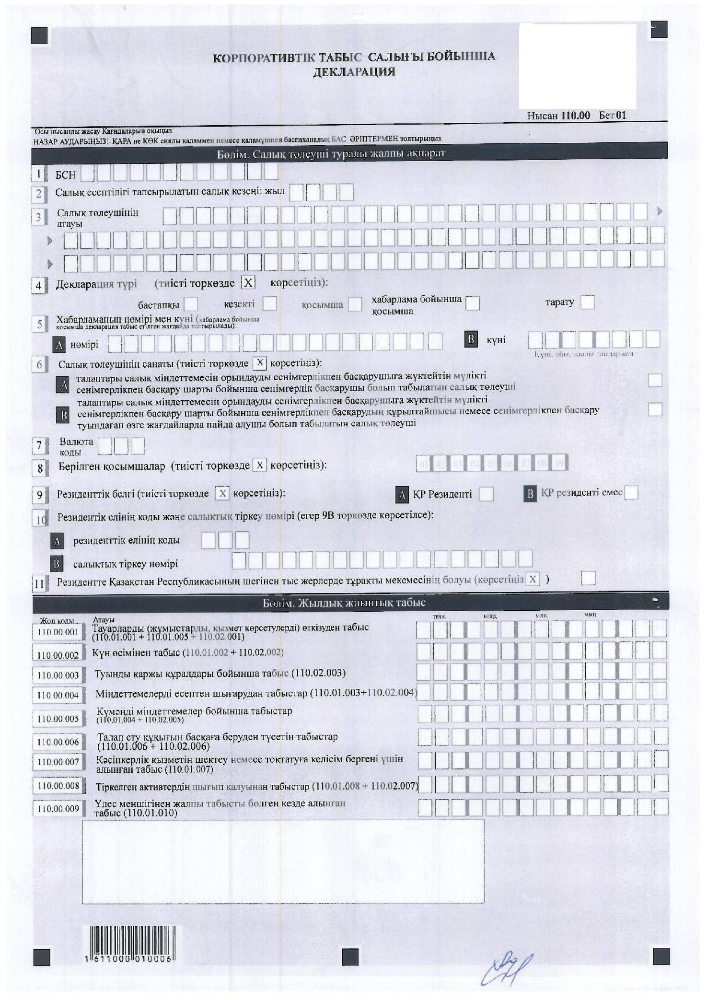 КОРПОРАТИВТІК ТАБЫС САЛЫҒЫ БОЙЫНША
ДЕКЛАРАЦИЯ
Нысан 110.00 Бет 01
Осы нысанды жасау Қағидаларын оқыңыз.
НАЗАР АУДАРЫҢЫЗ! ҚАРА не КӨК сиялы қаламмен немесе қаламұшпен баспаханалық БАС ӘРІПТЕРМЕН толтырыңыз.
Бөлім. Салық төлеуші туралы жалпы ақпарат
1 БСН
2 Салық есептілігі тапсырылатын салық кезеңі: жыл
3 Салық төлеушінің
атауы
4 Декларация түрі (тиісті торкөзде X көрсетіңіз):
бастапқы кезекті қосымша хабарлама бойынша
қосымша тарату
5 Хабарламаның нөмірі мен күні (хабарлама бойынша
қосымша декларация табыс етілген жағдайда толтырылады):
A нөмірі B күні
Күні, айы, жылы сандармен
6 Салық төлеушінің санаты (тиісті торкөзде X көрсетіңіз):
A талаптары салық міндеттемесін орындауды сенімгерлікпен басқарушыға жүктейтін мүлікті
сенімгерлікпен басқару шарты бойынша сенімгерлік басқарушы болып табылатын салық төлеуші
талаптары салық міндеттемесін орындауды сенімгерлікпен басқарушыға жүктейтін мүлікті
B сенімгерлікпен басқару шарты бойынша сенімгерлікпен басқарудың құрылтайшысы немесе сенімгерлікпен басқару
туындаған өзге жағдайларда пайда алушы болып табылатын салық төлеуші
7 Валюта
коды
8 Берілген қосымшалар (тиісті торкөзде X көрсетіңіз): 01 02 03 04 05 06 07 08 09
9 Резиденттік белгі (тиісті торкөзде X көрсетіңіз): A ҚР Резиденті B ҚР резиденті емес
10 Резидентік елінің коды және салықтық тіркеу нөмірі (егер 9В торкөзде көрсетілсе):
A резиденттік елінің коды
B салықтық тіркеу нөмірі
11 Резидентте Қазақстан Республикасының шегінен тыс жерлерде тұрақты мекемесінің болуы (көрсетіңіз X )
Бөлім. Жылдық жиынтық табыс
Жол коды Атауы трлн. млрд. млн. мың
110.00.001 Тауарларды (жұмыстарды, қызмет көрсетулерді) өткізуден табыс
(110.01.001 + 110.01.005 + 110.02.001)
110.00.002 Құн өсімінен табыс (110.01.002 + 110.02.002)
110.00.003 Туынды қаржы құралдары бойынша табыс (110.02.003)
110.00.004 Міндеттемелерді есептен шығарудан табыстар (110.01.003+110.02.004)
110.00.005 Күмәнді міндеттемелер бойынша табыстар
(110.01.004 + 110.02.005)
110.00.006 Талап ету құқығын басқаға беруден түсетін табыстар
(110.01.006 + 110.02.006)
110.00.007 Кәсіпкерлік қызметін шектеу немесе тоқтатуға келісім бергені үшін
алынған табыс (110.01.007)
110.00.008 Тіркелген активтердің шығып қалуынан табыстар (110.01.008 + 110.02.007)
110.00.009 Үлес меншігінен жалпы табысты бөлген кезде алынған
табыс (110.01.010)
1 611000 010006